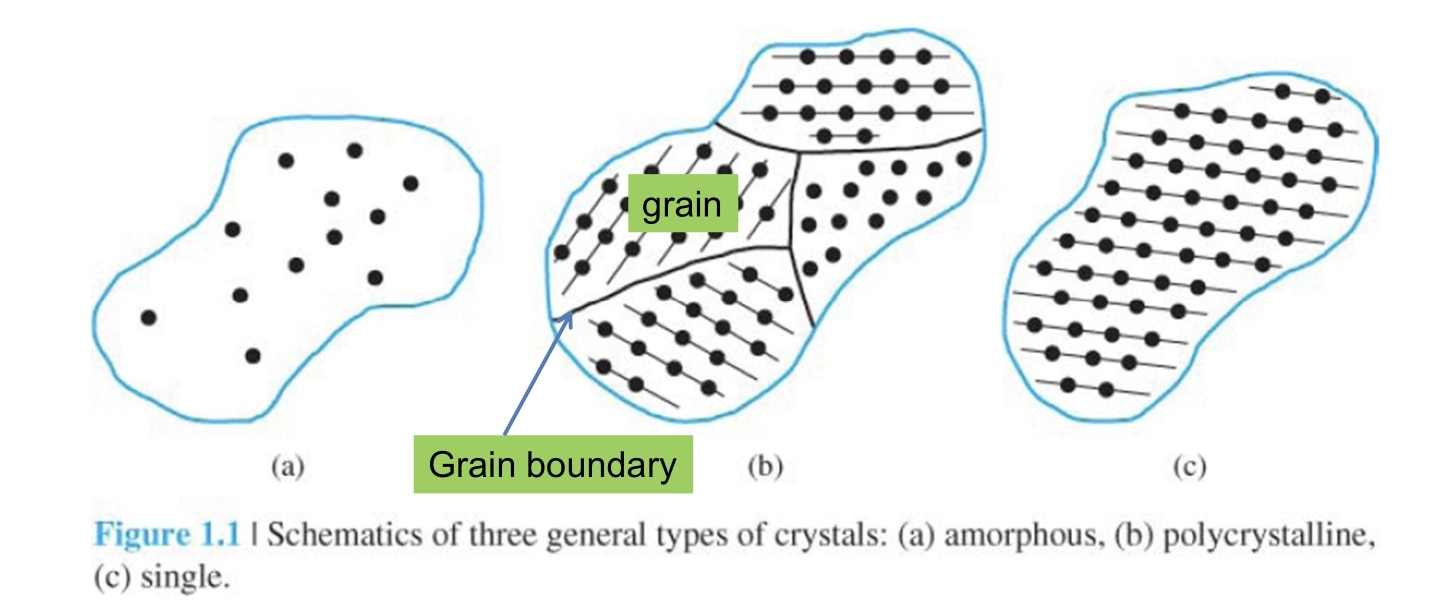 grain
Grain boundary
(a)
(b)
(c)
Figure 1.1 | Schematics of three general types of crystals: (a) amorphous, (b) polycrystalline,
(c) single.